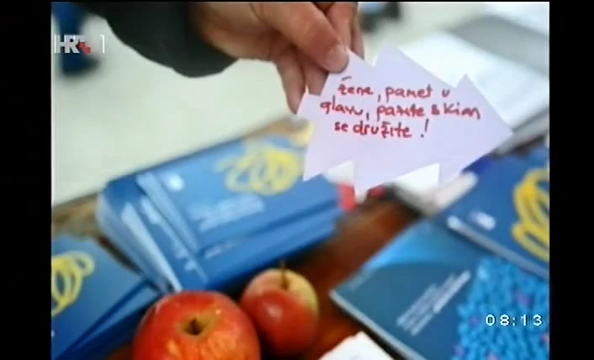 HRT 1
žene, pamet u
glavu, pazite s kim
se družite!
08:13